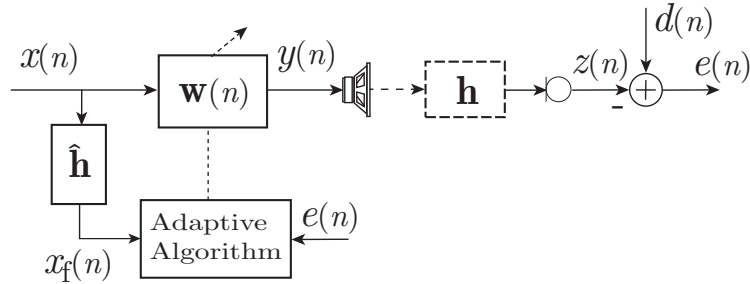 d(n)
x(n)
y(n)
z(n)
e(n)
w(n)
h
+
-
ĥ
Adaptive
Algorithm
e(n)
x_f(n)